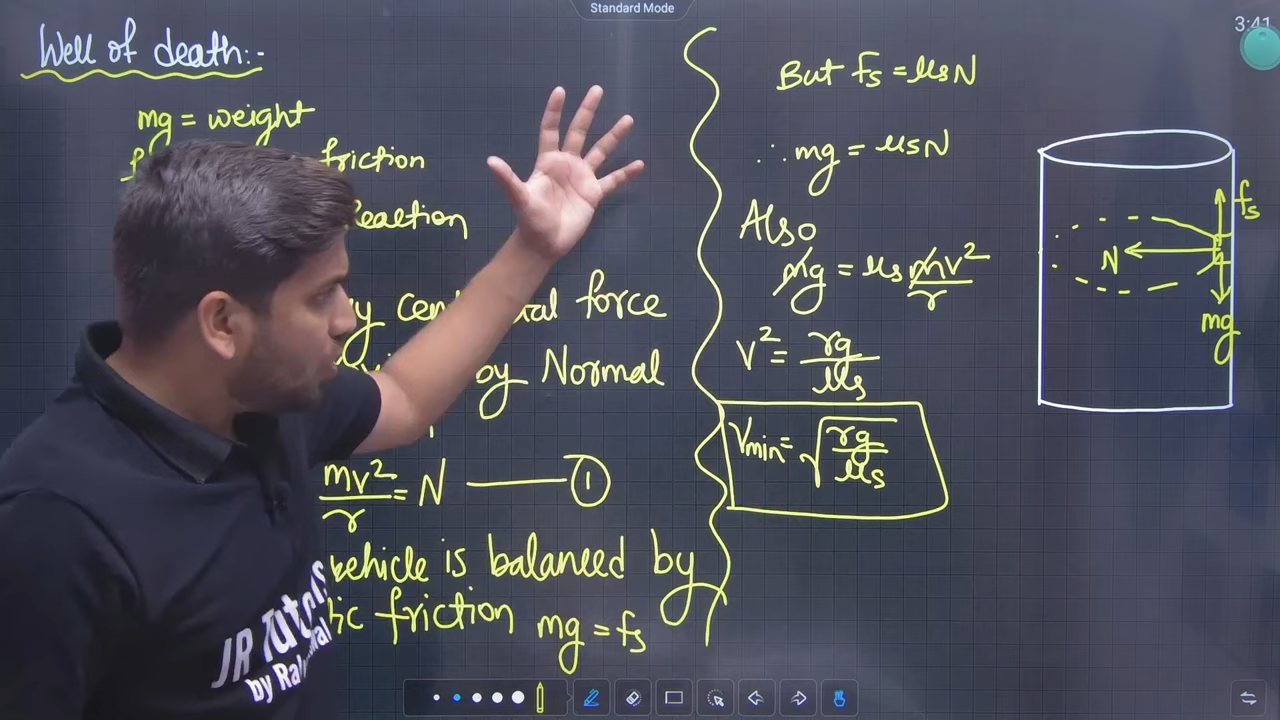 Standard Mode
3:41
Well of death:-
mg = weight
friction
Reaction
force
by Normal
mv²/r = N ——— ①
vehicle is balanced by
friction mg = fs
But fs = μsN
∴ mg = μsN
Also
mg = μs mv²/r
v² = rg/μs
Vmin = √(rg/μs)
fs
N
mg
JR Tutors
by